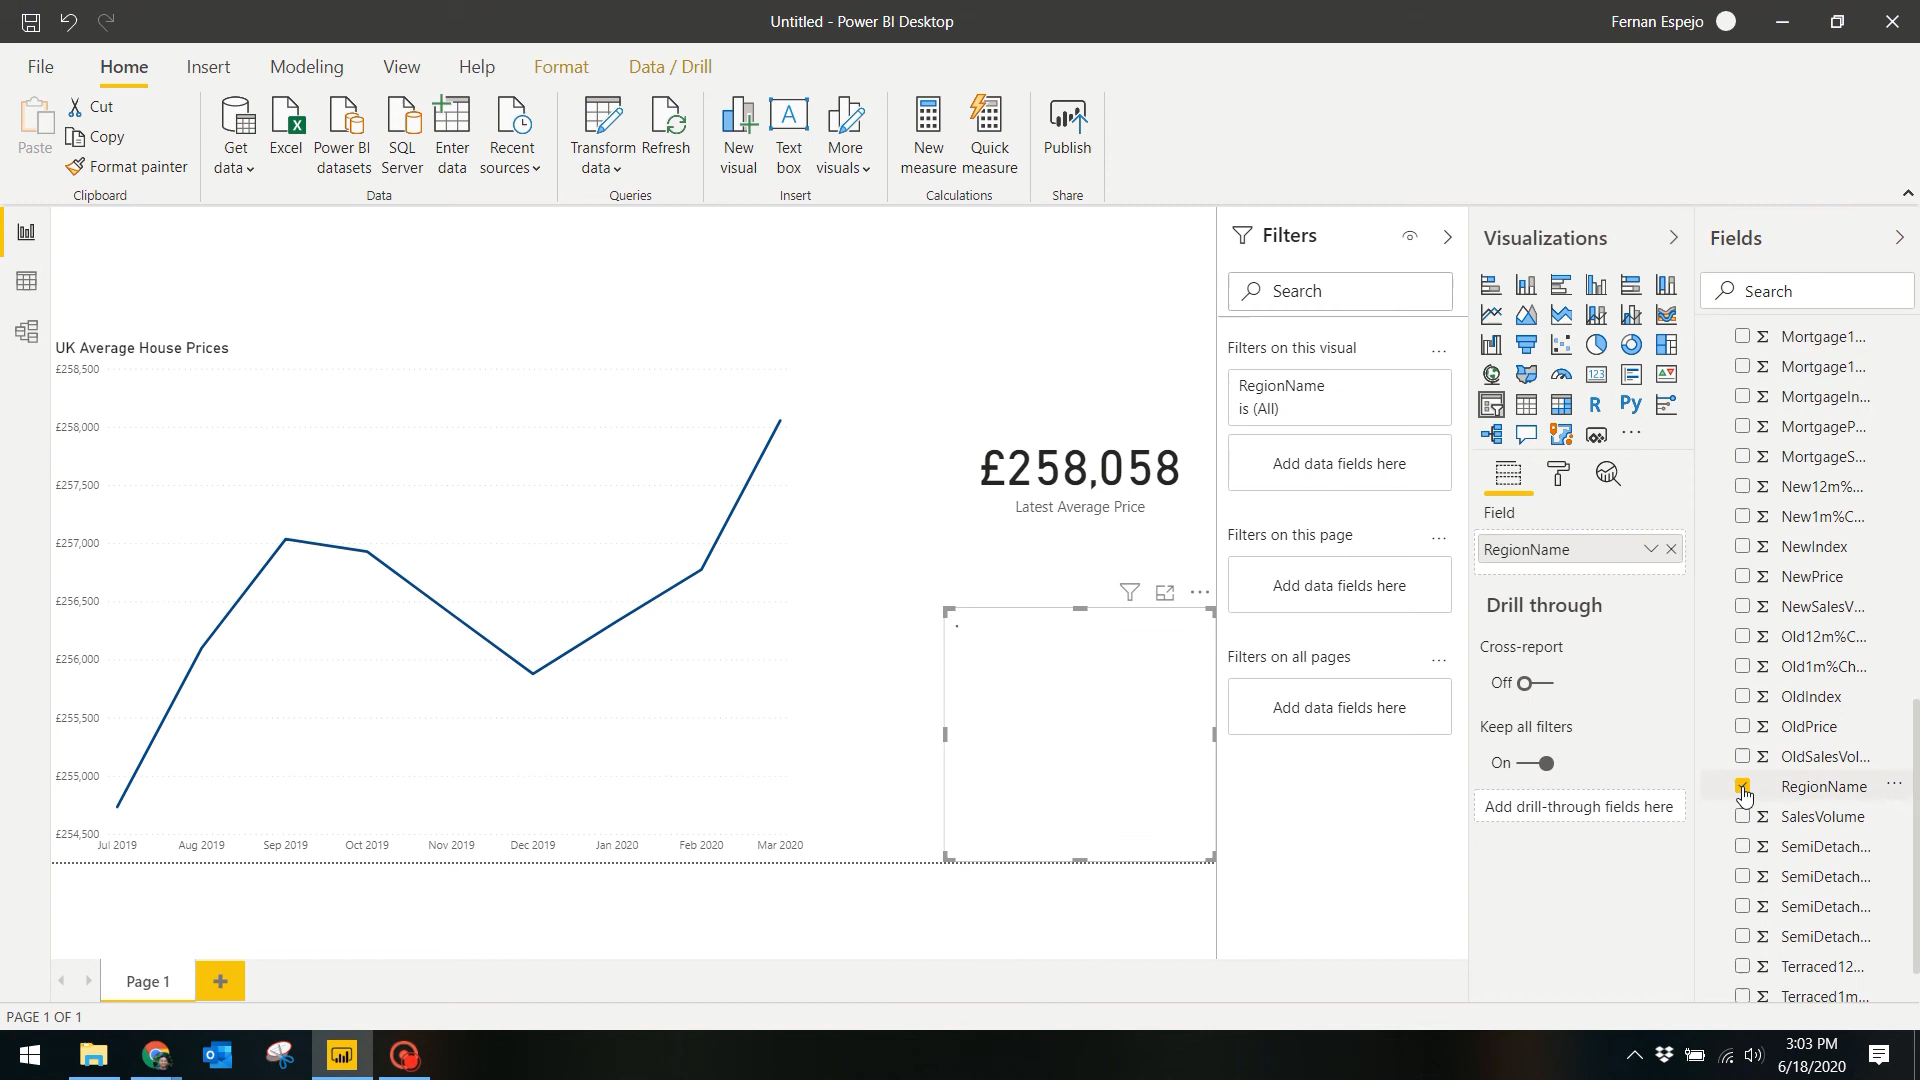 Untitled - Power BI Desktop
Fernan Espejo
File
Home
Insert
Modeling
View
Help
Format
Data / Drill
Paste
Cut
Copy
Format painter
Clipboard
Get data
Excel
Power BI datasets
SQL Server
Enter data
Recent sources
Data
Transform data
Refresh
Queries
New visual
A
Text box
More visuals
Insert
New measure
Quick measure
Calculations
Publish
Share
UK Average House Prices
£258,500
£258,000
£257,500
£257,000
£256,500
£256,000
£255,500
£255,000
£254,500
Jul 2019
Aug 2019
Sep 2019
Oct 2019
Nov 2019
Dec 2019
Jan 2020
Feb 2020
Mar 2020
£258,058
Latest Average Price
Filters
Search
Filters on this visual
RegionName
is (All)
Add data fields here
Filters on this page
Add data fields here
Filters on all pages
Add data fields here
Visualizations
123
R
Py
Field
RegionName
Drill through
Cross-report
Off
Keep all filters
On
Add drill-through fields here
Fields
Search
Σ Mortgage1...
Σ Mortgage1...
Σ MortgageIn...
Σ MortgageP...
Σ MortgageS...
Σ New12m%...
Σ New1m%C...
Σ NewIndex
Σ NewPrice
Σ NewSalesV...
Σ Old12m%C...
Σ Old1m%Ch...
Σ OldIndex
Σ OldPrice
Σ OldSalesVol...
RegionName
Σ SalesVolume
Σ SemiDetach...
Σ SemiDetach...
Σ SemiDetach...
Σ SemiDetach...
Σ Terraced12...
Σ Terraced1m...
Page 1
PAGE 1 OF 1
3:03 PM
6/18/2020